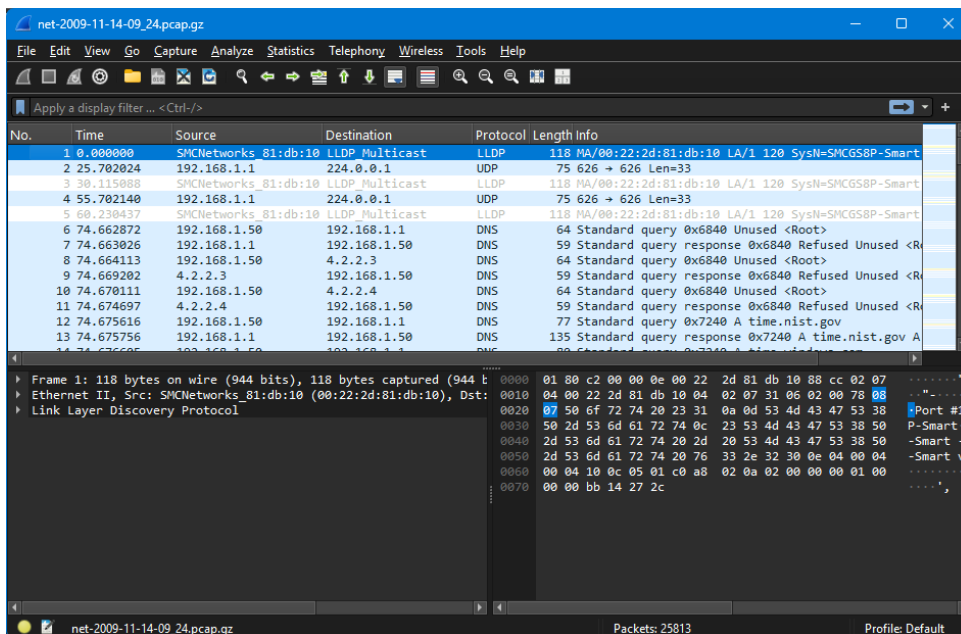 net-2009-11-14-09_24.pcap.gz
File Edit View Go Capture Analyze Statistics Telephony Wireless Tools Help
Apply a display filter ... <Ctrl-/>
No. Time Source Destination Protocol Length Info
1 0.000000 SMCNetworks_81:db:10 LLDP_Multicast LLDP 118 MA/00:22:2d:81:db:10 LA/1 120 SysN=SMCGS8P-Smart
2 25.702024 192.168.1.1 224.0.0.1 UDP 75 626 → 626 Len=33
3 30.115088 SMCNetworks_81:db:10 LLDP_Multicast LLDP 118 MA/00:22:2d:81:db:10 LA/1 120 SysN=SMCGS8P-Smart
4 55.702140 192.168.1.1 224.0.0.1 UDP 75 626 → 626 Len=33
5 60.230437 SMCNetworks_81:db:10 LLDP_Multicast LLDP 118 MA/00:22:2d:81:db:10 LA/1 120 SysN=SMCGS8P-Smart
6 74.662872 192.168.1.50 192.168.1.1 DNS 64 Standard query 0x6840 Unused <Root>
7 74.663026 192.168.1.1 192.168.1.50 DNS 59 Standard query response 0x6840 Refused Unused <Ro
8 74.664113 192.168.1.50 4.2.2.3 DNS 64 Standard query 0x6840 Unused <Root>
9 74.669202 4.2.2.3 192.168.1.50 DNS 59 Standard query response 0x6840 Refused Unused <Ro
10 74.670111 192.168.1.50 4.2.2.4 DNS 64 Standard query 0x6840 Unused <Root>
11 74.674697 4.2.2.4 192.168.1.50 DNS 59 Standard query response 0x6840 Refused Unused <Ro
12 74.675616 192.168.1.50 192.168.1.1 DNS 77 Standard query 0x7240 A time.nist.gov
13 74.675756 192.168.1.1 192.168.1.50 DNS 135 Standard query response 0x7240 A time.nist.gov A
Frame 1: 118 bytes on wire (944 bits), 118 bytes captured (944 b
Ethernet II, Src: SMCNetworks_81:db:10 (00:22:2d:81:db:10), Dst:
Link Layer Discovery Protocol
0000 01 80 c2 00 00 0e 00 22 2d 81 db 10 88 cc 02 07 ·······"
0010 04 00 22 2d 81 db 10 04 02 07 31 06 02 00 78 08 ··"-····
0020 07 50 6f 72 74 20 23 31 0a 0d 53 4d 43 47 53 38 ·Port #1
0030 50 2d 53 6d 61 72 74 0c 23 53 4d 43 47 53 38 50 P-Smart·
0040 2d 53 6d 61 72 74 20 2d 20 53 4d 43 47 53 38 50 -Smart -
0050 2d 53 6d 61 72 74 20 76 33 2e 32 30 0e 04 00 04 -Smart v
0060 00 04 10 0c 05 01 c0 a8 02 0a 02 00 00 00 01 00 ········
0070 00 00 bb 14 27 2c ····',
net-2009-11-14-09_24.pcap.gz Packets: 25813 Profile: Default